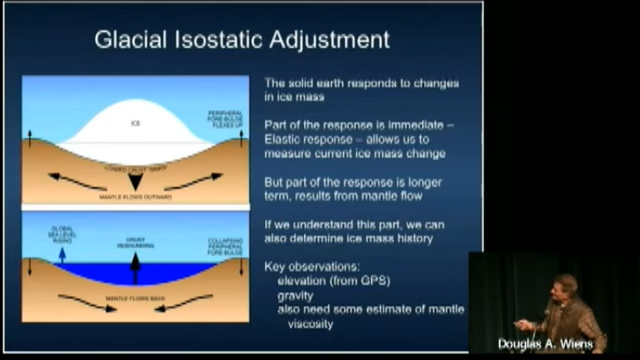 Glacial Isostatic Adjustment
ICE
PERIPHERAL
FORE-BULGE
FLEXES UP
MANTLE FLOWS OUTWARD
GLOBAL
SEA LEVEL
RISING
CRUST
REBOUNDING
COLLAPSING
PERIPHERAL
FORE-BULGE
MANTLE FLOWS BACK
The solid earth responds to changes
in ice mass
Part of the response is immediate –
Elastic response – allows us to
measure current ice mass change
But part of the response is longer
term, results from mantle flow
If we understand this part, we can
also determine ice mass history
Key observations:
elevation (from GPS)
gravity
also need some estimate of mantle
viscosity
Douglas A. Wiens